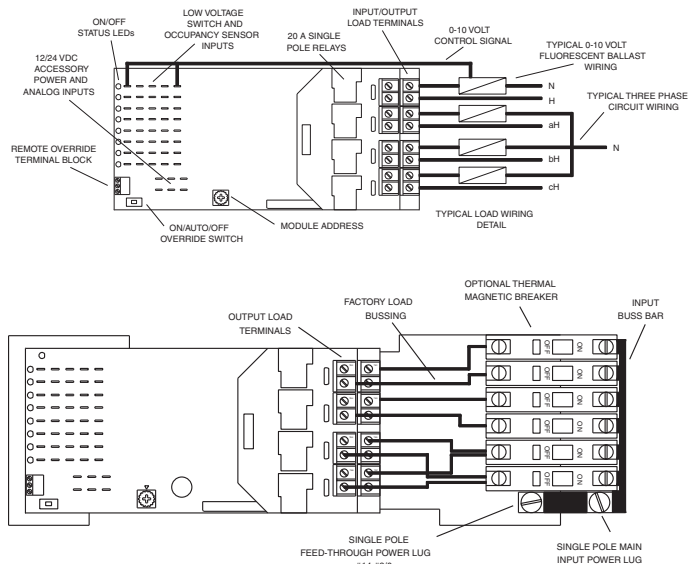 ON/OFF
STATUS LEDs
LOW VOLTAGE
SWITCH AND
OCCUPANCY SENSOR
INPUTS
20 A SINGLE
POLE RELAYS
INPUT/OUTPUT
LOAD TERMINALS
0-10 VOLT
CONTROL SIGNAL
TYPICAL 0-10 VOLT
FLUORESCENT BALLAST
WIRING
12/24 VDC
ACCESSORY
POWER AND
ANALOG INPUTS
TYPICAL THREE PHASE
CIRCUIT WIRING
N
H
aH
N
bH
cH
REMOTE OVERRIDE
TERMINAL BLOCK
ON/AUTO/OFF
OVERRIDE SWITCH
MODULE ADDRESS
TYPICAL LOAD WIRING
DETAIL
OUTPUT LOAD
TERMINALS
FACTORY LOAD
BUSSING
OPTIONAL THERMAL
MAGNETIC BREAKER
INPUT
BUSS BAR
OFF ON
OFF ON
OFF ON
OFF ON
OFF ON
OFF ON
SINGLE POLE
FEED-THROUGH POWER LUG
SINGLE POLE MAIN
INPUT POWER LUG